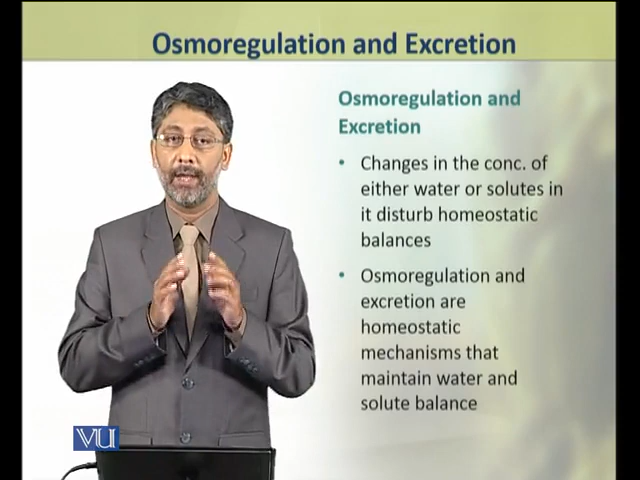 Osmoregulation and Excretion
Osmoregulation and
Excretion
• Changes in the conc. of
either water or solutes in
it disturb homeostatic
balances
• Osmoregulation and
excretion are
homeostatic
mechanisms that
maintain water and
solute balance
VU